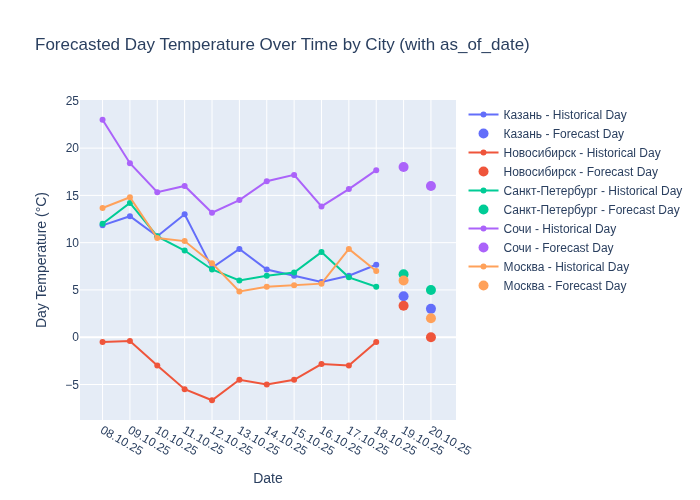 Forecasted Day Temperature Over Time by City (with as_of_date)
25
20
15
10
5
0
−5
Day Temperature (°C)
08.10.25
09.10.25
10.10.25
11.10.25
12.10.25
13.10.25
14.10.25
15.10.25
16.10.25
17.10.25
18.10.25
19.10.25
20.10.25
Date
Казань - Historical Day
Казань - Forecast Day
Новосибирск - Historical Day
Новосибирск - Forecast Day
Санкт-Петербург - Historical Day
Санкт-Петербург - Forecast Day
Сочи - Historical Day
Сочи - Forecast Day
Москва - Historical Day
Москва - Forecast Day